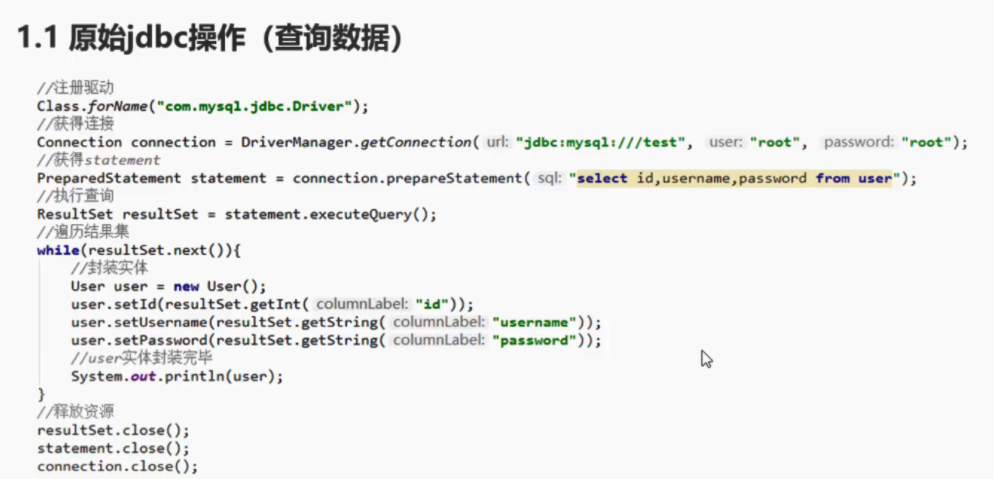 1.1 原始jdbc操作（查询数据）
//注册驱动
Class.forName("com.mysql.jdbc.Driver");
//获得连接
Connection connection = DriverManager.getConnection( url: "jdbc:mysql:///test", user: "root", password: "root");
//获得statement
PreparedStatement statement = connection.prepareStatement( sql: "select id,username,password from user");
//执行查询
ResultSet resultSet = statement.executeQuery();
//遍历结果集
while(resultSet.next()){
//封装实体
User user = new User();
user.setId(resultSet.getInt( columnLabel: "id"));
user.setUsername(resultSet.getString( columnLabel: "username"));
user.setPassword(resultSet.getString( columnLabel: "password"));
//user实体封装完毕
System.out.println(user);
}
//释放资源
resultSet.close();
statement.close();
connection.close();